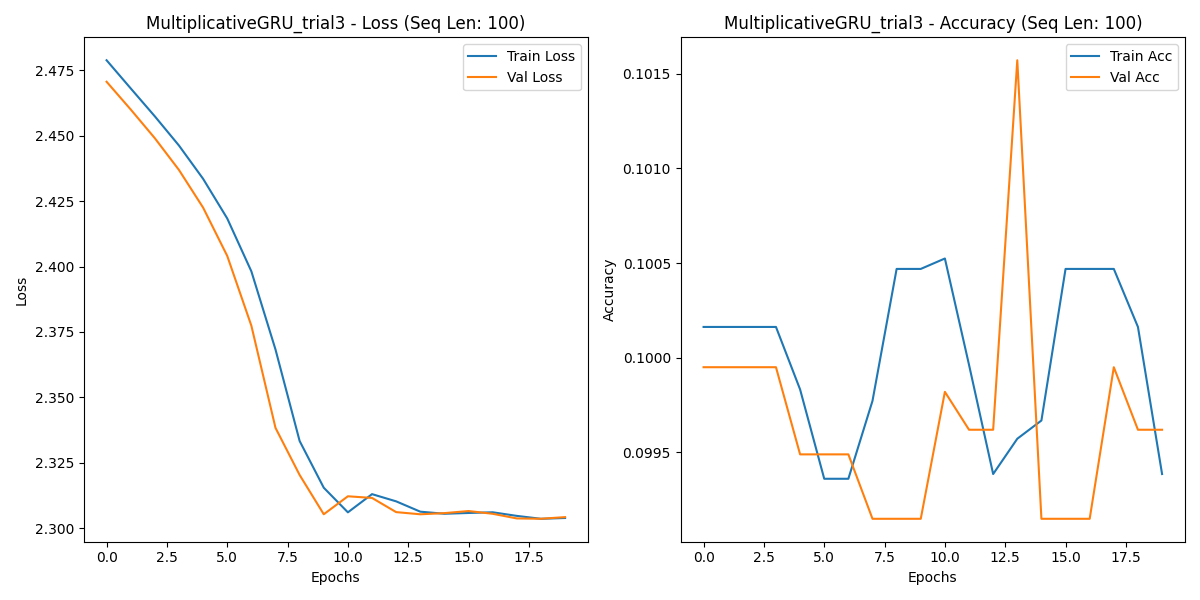 MultiplicativeGRU_trial3 - Loss (Seq Len: 100)
Train Loss
Val Loss
2.475
2.450
2.425
2.400
2.375
2.350
2.325
2.300
Loss
0.0 2.5 5.0 7.5 10.0 12.5 15.0 17.5
Epochs
MultiplicativeGRU_trial3 - Accuracy (Seq Len: 100)
Train Acc
Val Acc
0.1015
0.1010
0.1005
0.1000
0.0995
Accuracy
0.0 2.5 5.0 7.5 10.0 12.5 15.0 17.5
Epochs